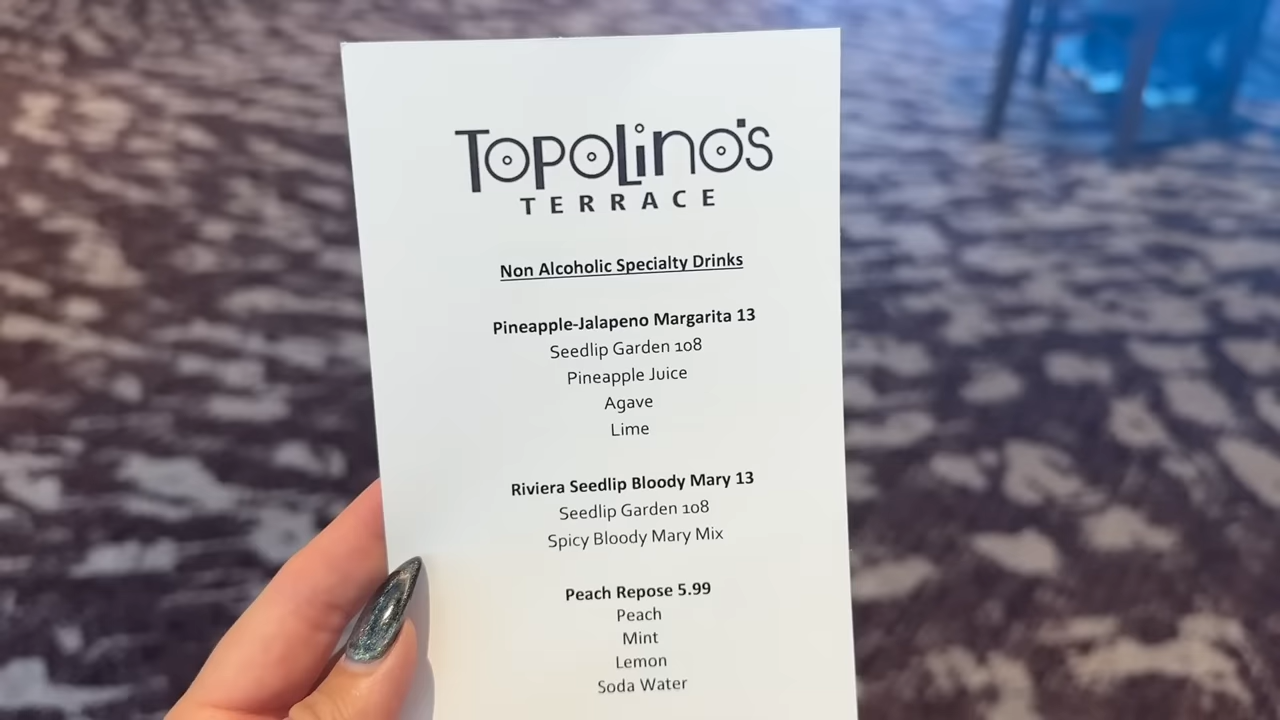 Topolino's
TERRACE
Non Alcoholic Specialty Drinks
Pineapple-Jalapeno Margarita 13
Seedlip Garden 108
Pineapple Juice
Agave
Lime
Riviera Seedlip Bloody Mary 13
Seedlip Garden 108
Spicy Bloody Mary Mix
Peach Repose 5.99
Peach
Mint
Lemon
Soda Water